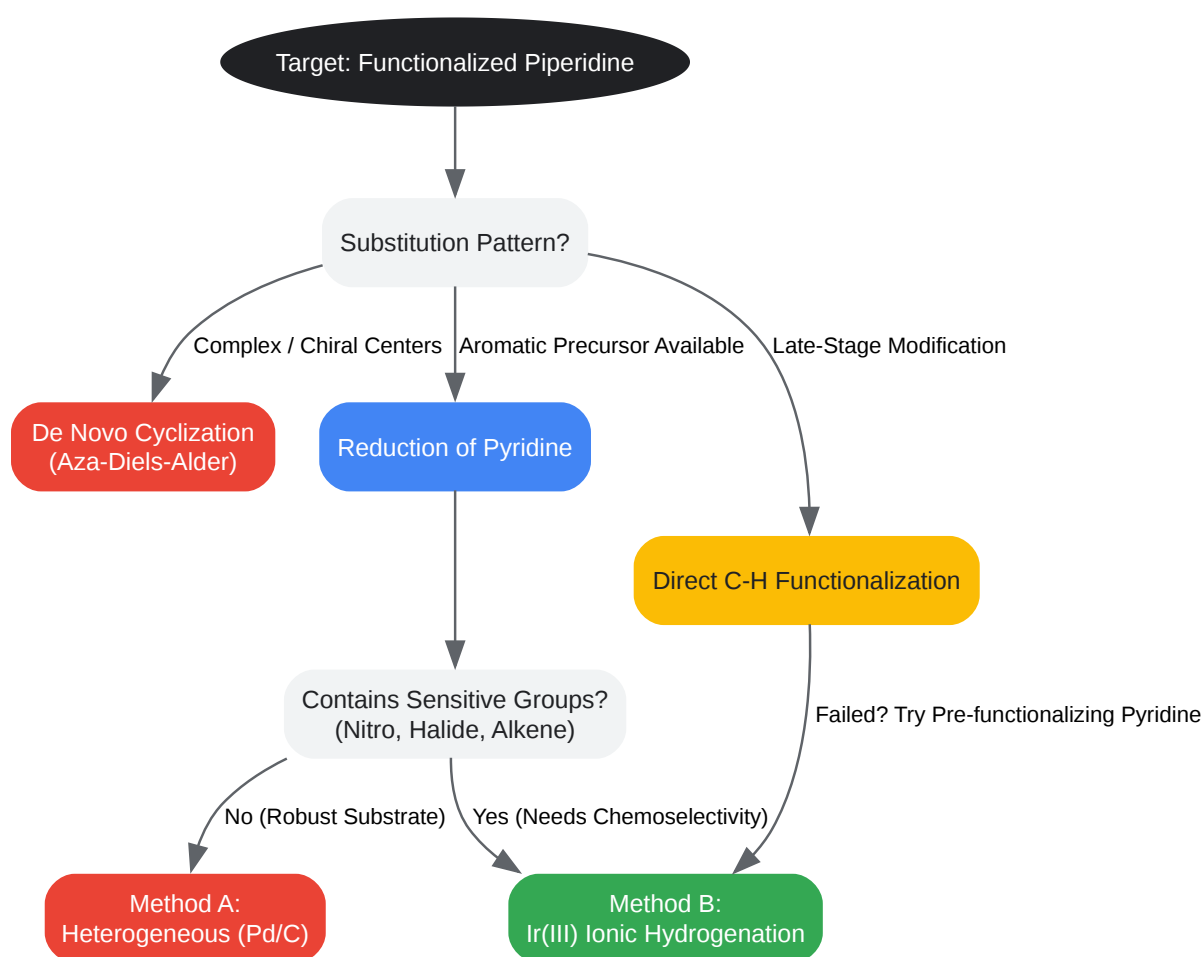 Target: Functionalized Piperidine
Substitution Pattern?
Complex / Chiral Centers
Aromatic Precursor Available
Late-Stage Modification
De Novo Cyclization
(Aza-Diels-Alder)
Reduction of Pyridine
Direct C-H Functionalization
Contains Sensitive Groups?
(Nitro, Halide, Alkene)
Failed? Try Pre-functionalizing Pyridine
No (Robust Substrate)
Yes (Needs Chemoselectivity)
Method A:
Heterogeneous (Pd/C)
Method B:
Ir(III) Ionic Hydrogenation